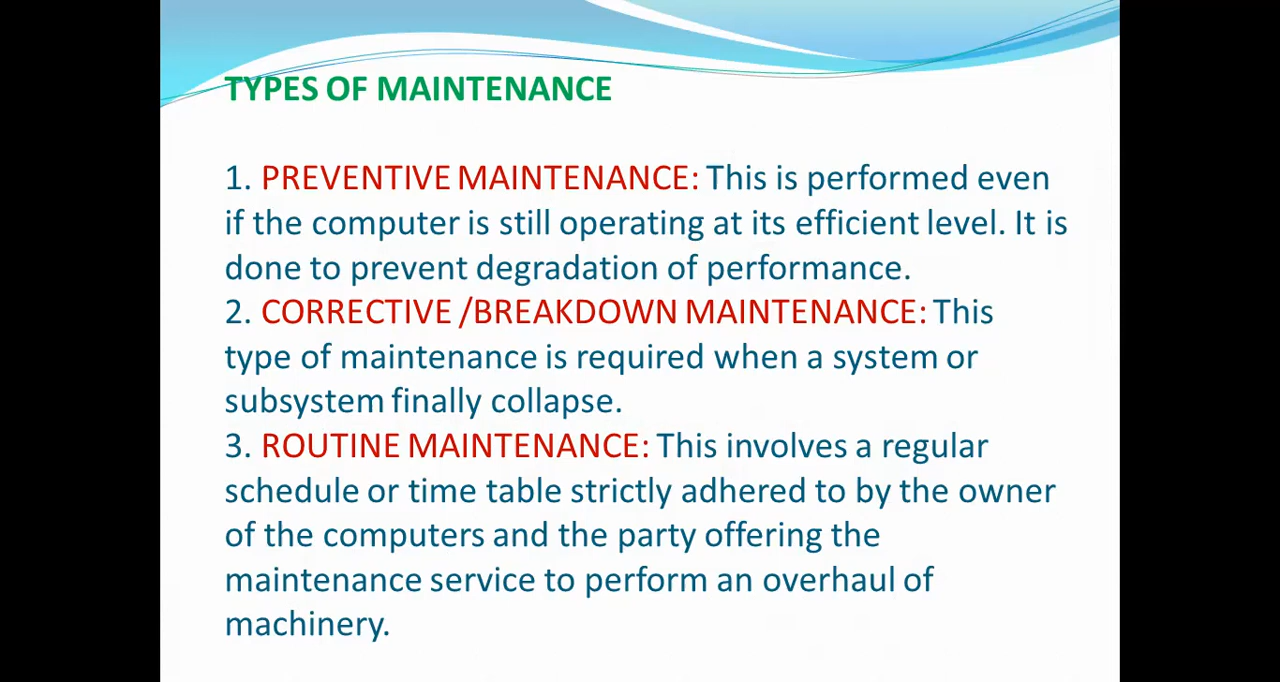 TYPES OF MAINTENANCE
1. PREVENTIVE MAINTENANCE: This is performed even
if the computer is still operating at its efficient level. It is
done to prevent degradation of performance.
2. CORRECTIVE /BREAKDOWN MAINTENANCE: This
type of maintenance is required when a system or
subsystem finally collapse.
3. ROUTINE MAINTENANCE: This involves a regular
schedule or time table strictly adhered to by the owner
of the computers and the party offering the
maintenance service to perform an overhaul of
machinery.